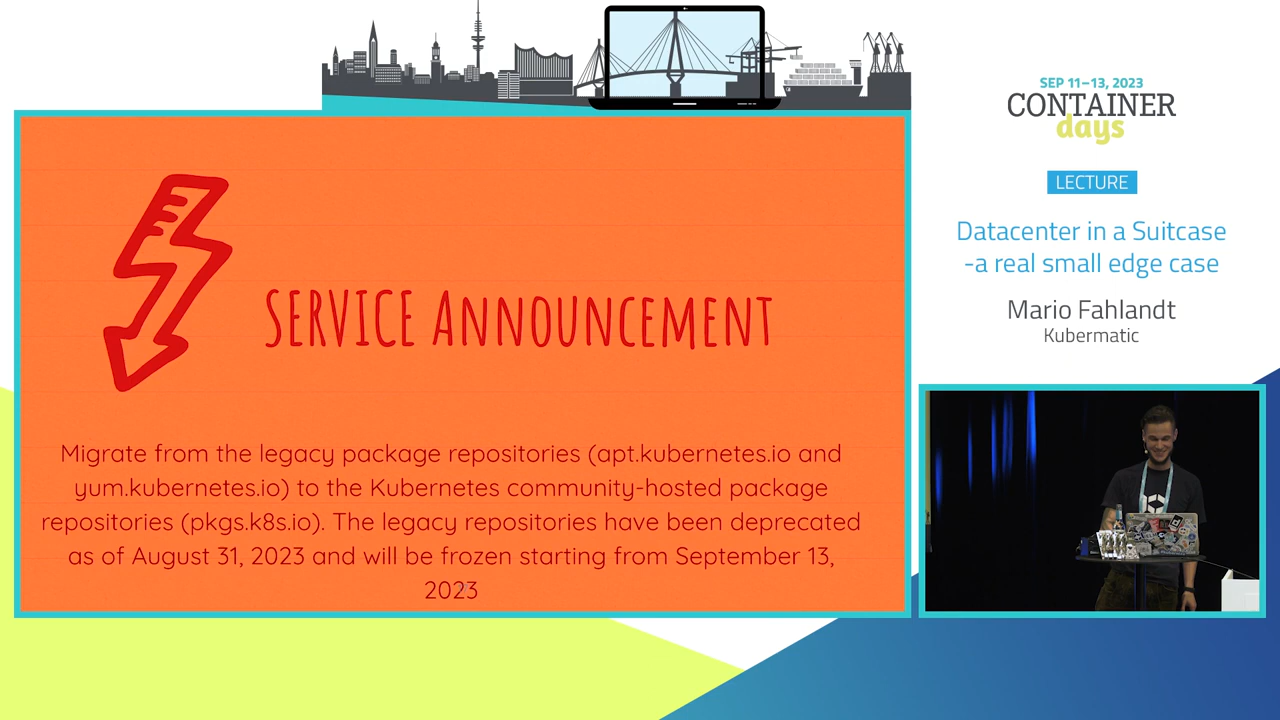 SERVICE ANNOUNCEMENT
Migrate from the legacy package repositories (apt.kubernetes.io and
yum.kubernetes.io) to the Kubernetes community-hosted package
repositories (pkgs.k8s.io). The legacy repositories have been deprecated
as of August 31, 2023 and will be frozen starting from September 13,
2023
SEP 11–13, 2023
CONTAINER
days
LECTURE
Datacenter in a Suitcase
-a real small edge case
Mario Fahlandt
Kubermatic